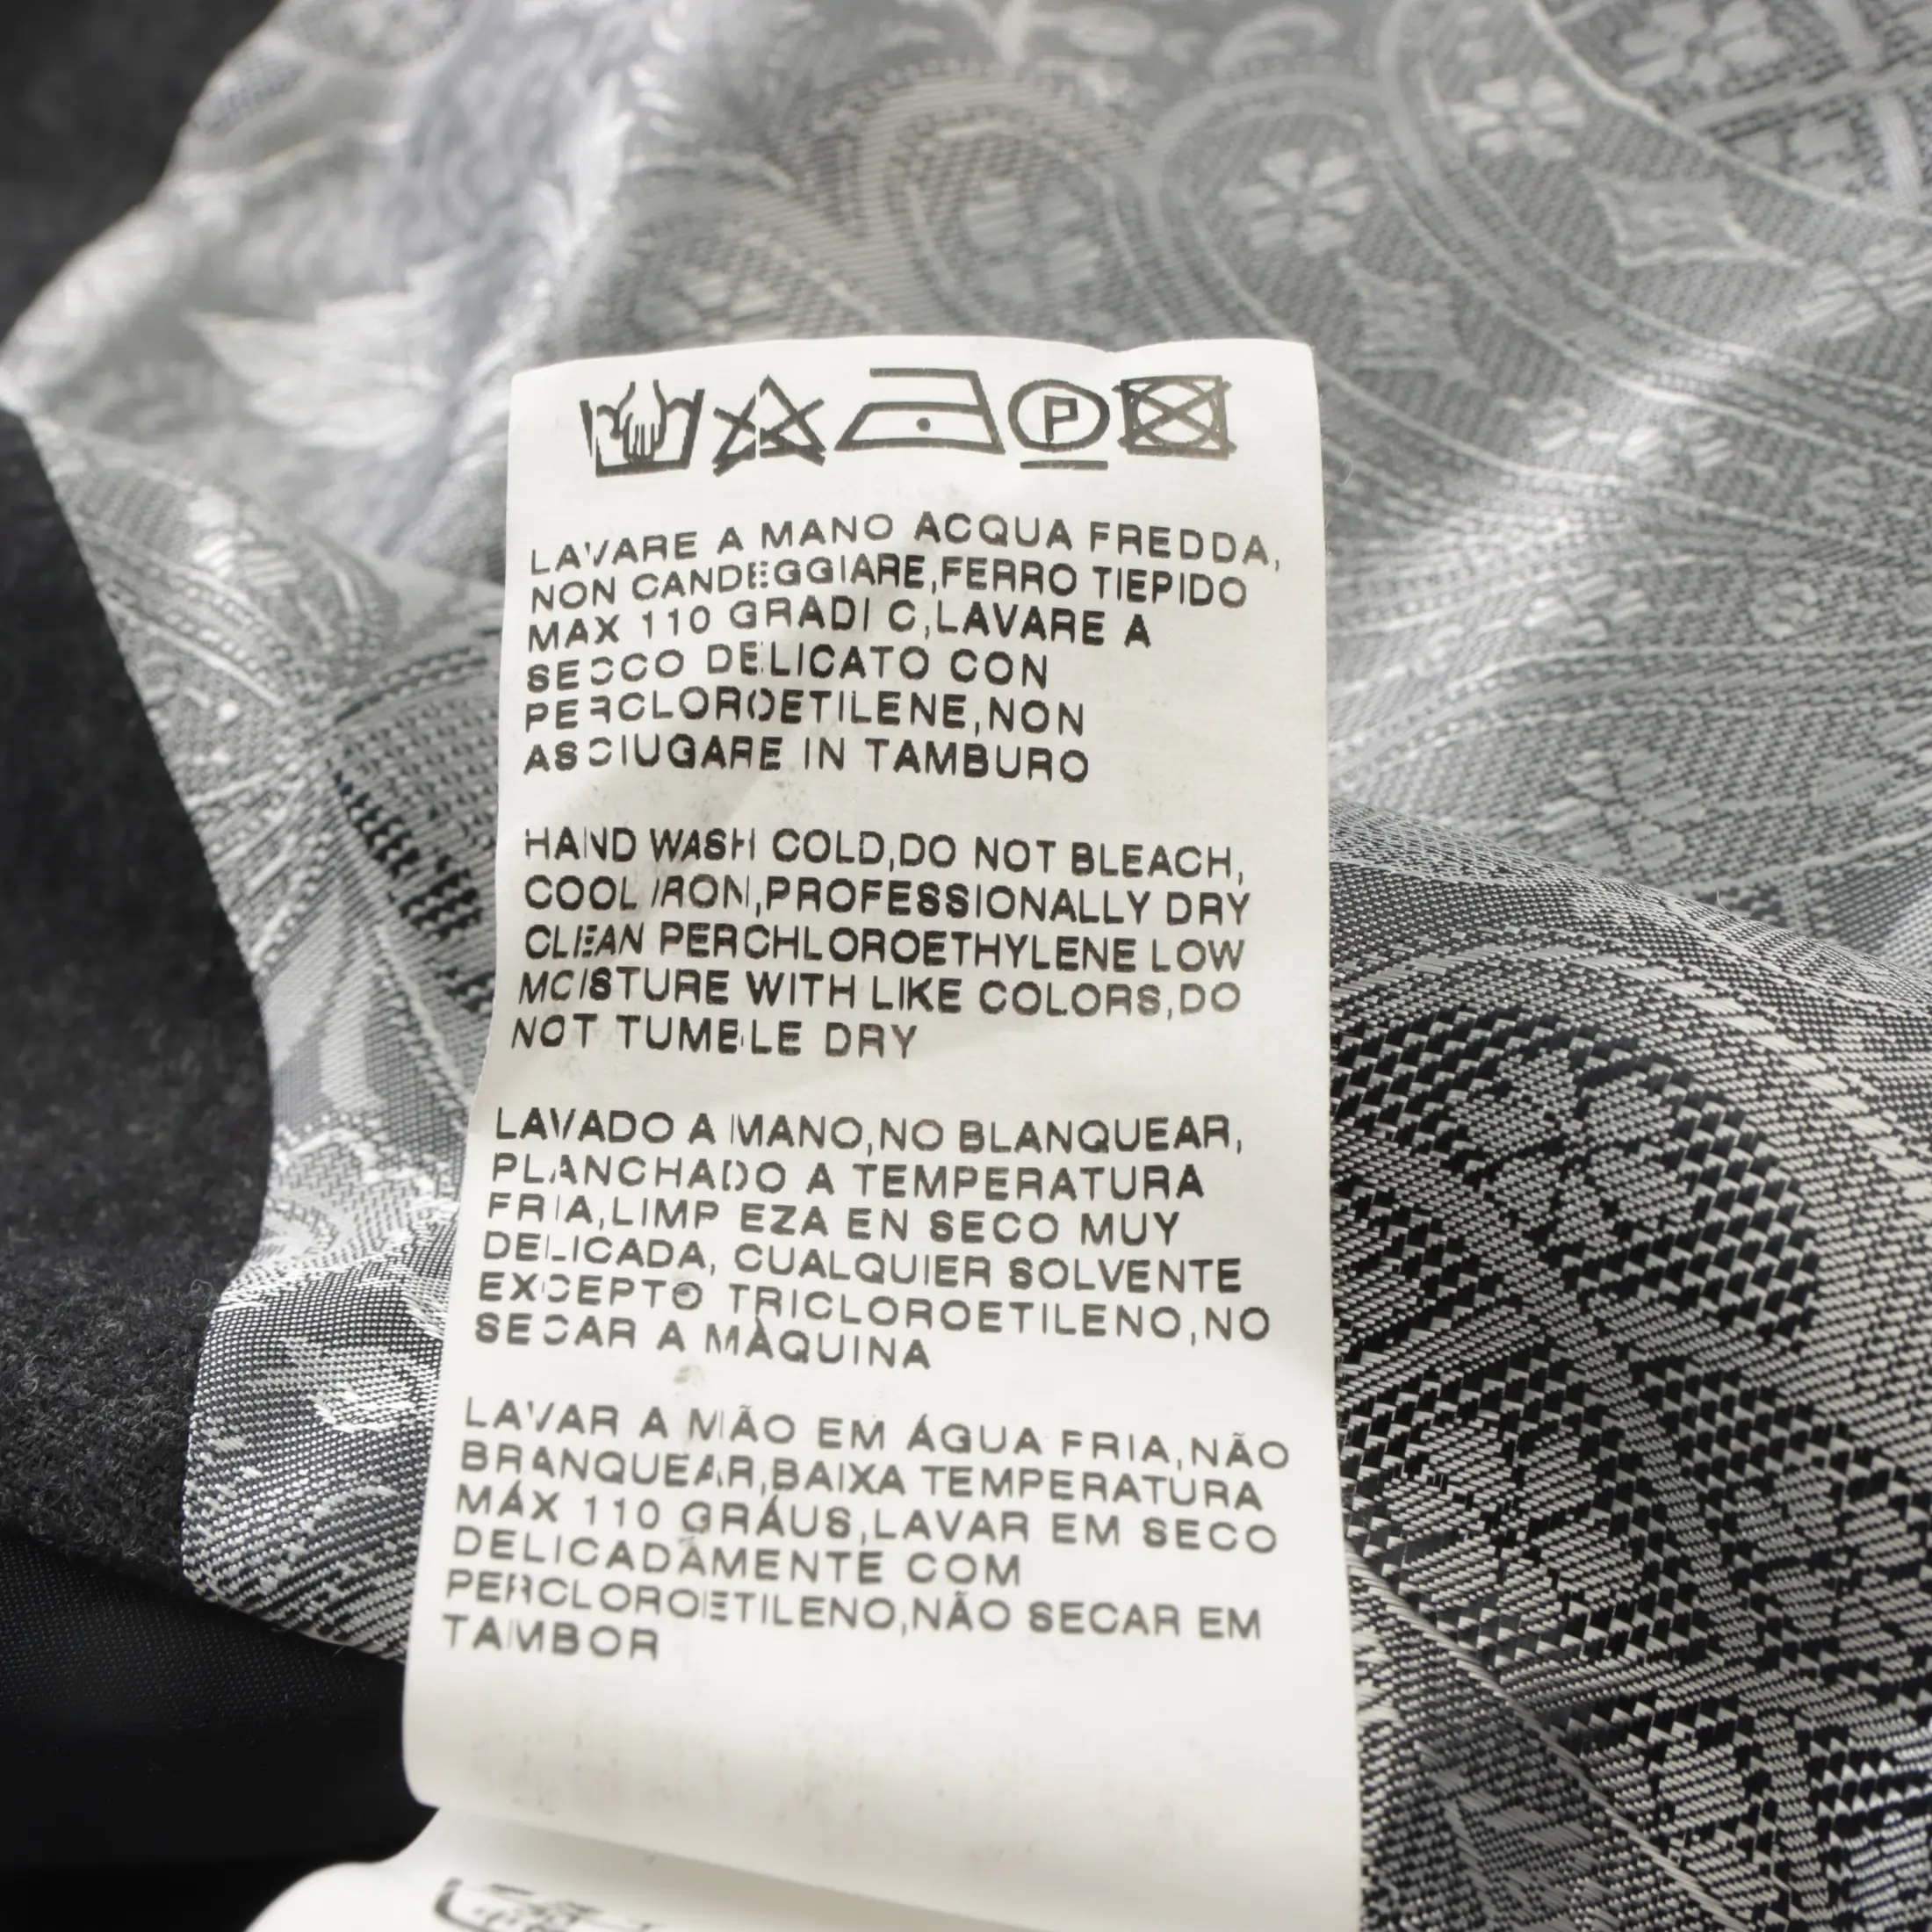 P
LAVARE A MANO ACQUA FREDDA,
NON CANDEGGIARE,FERRO TIEPIDO
MAX 110 GRADI C,LAVARE A
SECCO DELICATO CON
PERCLOROETILENE,NON
ASCIUGARE IN TAMBURO
HAND WASH COLD,DO NOT BLEACH,
COOL IRON,PROFESSIONALLY DRY
CLEAN PERCHLOROETHYLENE LOW
MOISTURE WITH LIKE COLORS,DO
NOT TUMBLE DRY
LAVADO A MANO,NO BLANQUEAR,
PLANCHADO A TEMPERATURA
FRIA,LIMP EZA EN SECO MUY
DELICADA, CUALQUIER SOLVENTE
EXCEPTO TRICLOROETILENO,NO
SECAR A MÀQUINA
LAVAR A MÃO EM ÁGUA FRIA,NÃO
BRANQUEAR,BAIXA TEMPERATURA
MÁX 110 GRÁUS,LAVAR EM SECO
DELICADAMENTE COM
PERCLOROETILENO,NÃO SECAR EM
TAMBOR